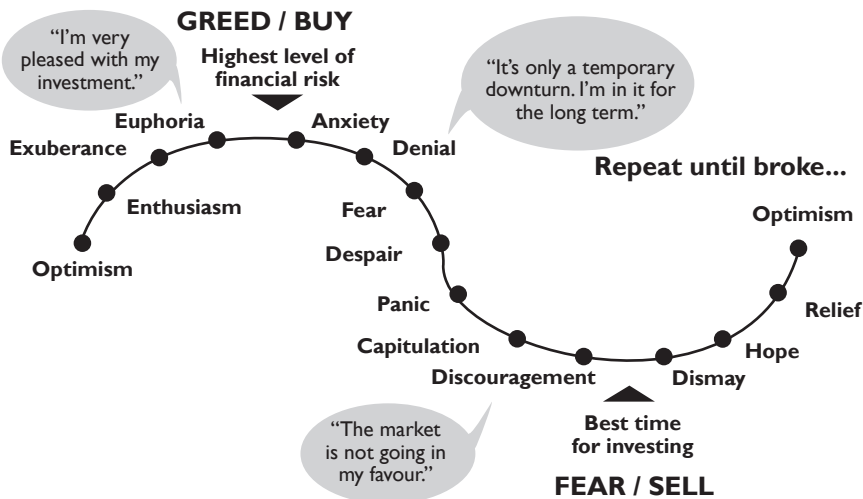 GREED / BUY
“I’m very
pleased with my
investment.”
Highest level of
financial risk
“It’s only a temporary
downturn. I’m in it for
the long term.”
Euphoria
Anxiety
Exuberance
Denial
Repeat until broke...
Enthusiasm
Fear
Optimism
Optimism
Despair
Panic
Relief
Capitulation
Hope
Discouragement
Dismay
“The market
is not going in
my favour.”
Best time
for investing
FEAR / SELL